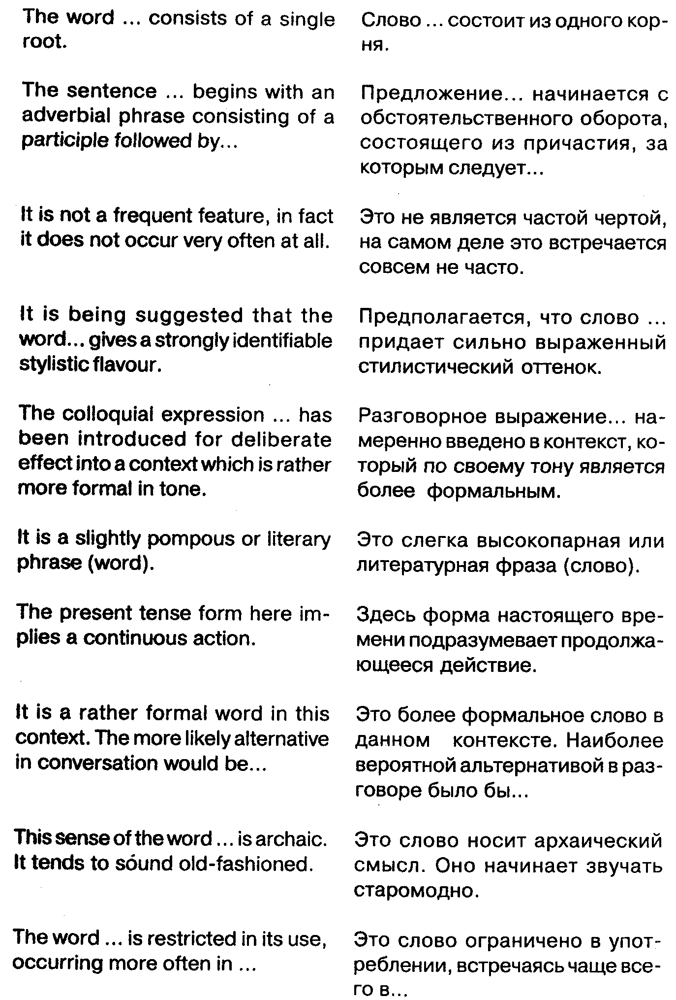 The word ... consists of a single
root.
Слово ... состоит из одного кор-
ня.
The sentence ... begins with an
adverbial phrase consisting of a
participle followed by...
Предложение... начинается с
обстоятельственного оборота,
состоящего из причастия, за
которым следует...
It is not a frequent feature, in fact
it does not occur very often at all.
Это не является частой чертой,
на самом деле это встречается
совсем не часто.
It is being suggested that the
word... gives a strongly identifiable
stylistic flavour.
Предполагается, что слово ...
придает сильно выраженный
стилистический оттенок.
The colloquial expression ... has
been introduced for deliberate
effect into a context which is rather
more formal in tone.
Разговорное выражение... на-
меренно введено в контекст, ко-
торый по своему тону является
более формальным.
It is a slightly pompous or literary
phrase (word).
Это слегка высокопарная или
литературная фраза (слово).
The present tense form here im-
plies a continuous action.
Здесь форма настоящего вре-
мени подразумевает продолжа-
ющееся действие.
It is a rather formal word in this
context. The more likely alternative
in conversation would be...
Это более формальное слово в
данном контексте. Наиболее
вероятной альтернативой в раз-
говоре было бы...
This sense of the word ... is archaic.
It tends to sóund old-fashioned.
Это слово носит архаический
смысл. Оно начинает звучать
старомодно.
The word ... is restricted in its use,
occurring more often in ...
Это слово ограничено в упот-
реблении, встречаясь чаще все-
го в...